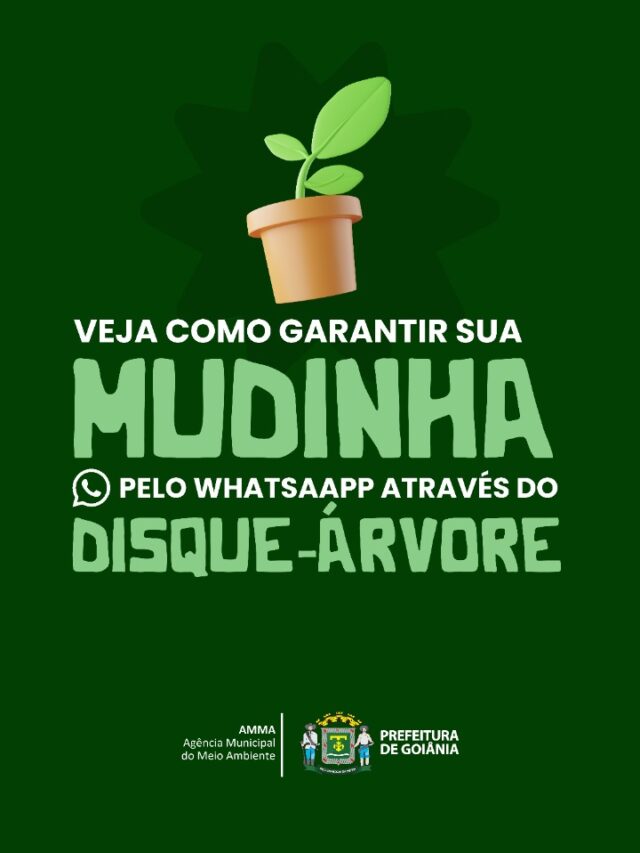 VEJA COMO GARANTIR SUA
MUDINHA
PELO WHATSAAPP ATRAVÉS DO
DISQUE-ÁRVORE
AMMA
Agência Municipal
do Meio Ambiente
PREFEITURA
DE GOIÂNIA